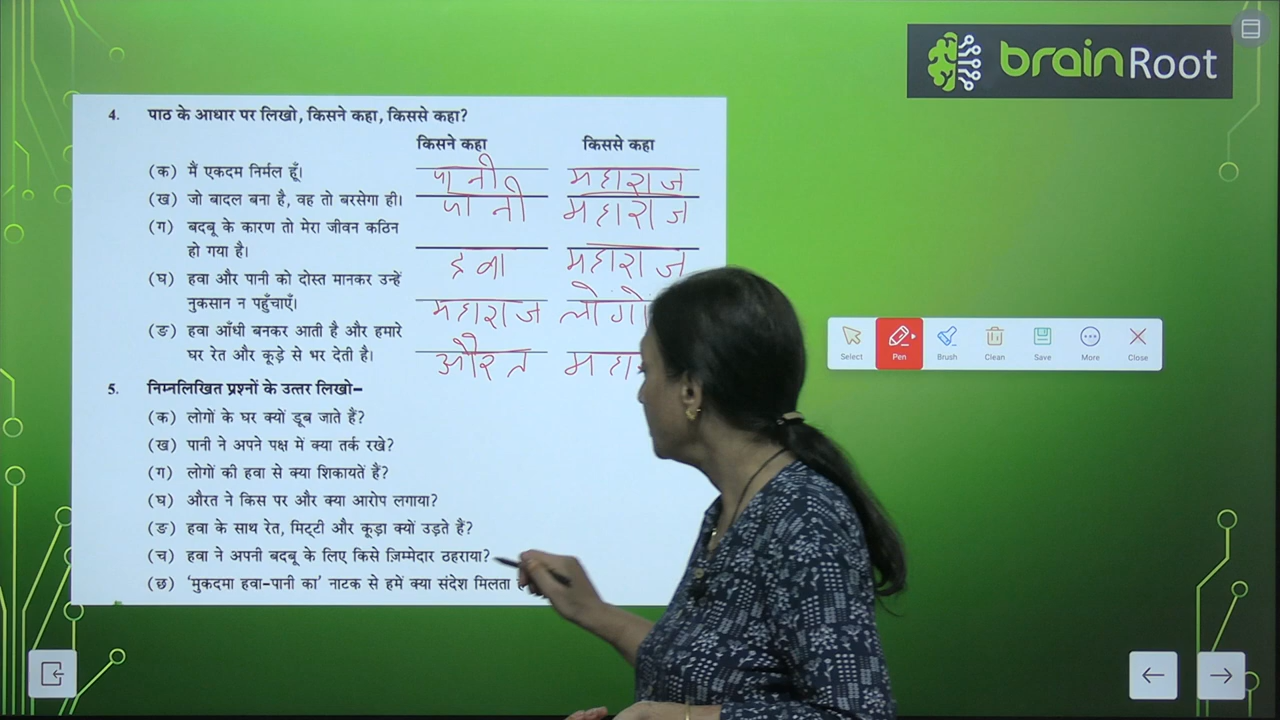 brainRoot
4. पाठ के आधार पर लिखो, किसने कहा, किससे कहा?
किसने कहा किससे कहा
(क) मैं एकदम निर्मल हूँ। पानी महाराज
(ख) जो बादल बना है, वह तो बरसेगा ही। पानी महाराज
(ग) बदबू के कारण तो मेरा जीवन कठिन
हो गया है। हवा महाराज
(घ) हवा और पानी को दोस्त मानकर उन्हें
नुकसान न पहुँचाएँ। महाराज लोगो
(ङ) हवा आँधी बनकर आती है और हमारे
घर रेत और कूड़े से भर देती है। औरत महा
5. निम्नलिखित प्रश्नों के उत्तर लिखो–
(क) लोगों के घर क्यों डूब जाते हैं?
(ख) पानी ने अपने पक्ष में क्या तर्क रखे?
(ग) लोगों की हवा से क्या शिकायतें हैं?
(घ) औरत ने किस पर और क्या आरोप लगाया?
(ङ) हवा के साथ रेत, मिट्टी और कूड़ा क्यों उड़ते हैं?
(च) हवा ने अपनी बदबू के लिए किसे ज़िम्मेदार ठहराया?
(छ) 'मुकदमा हवा-पानी का' नाटक से हमें क्या संदेश मिलता
Select Pen Brush Clean Save More Close